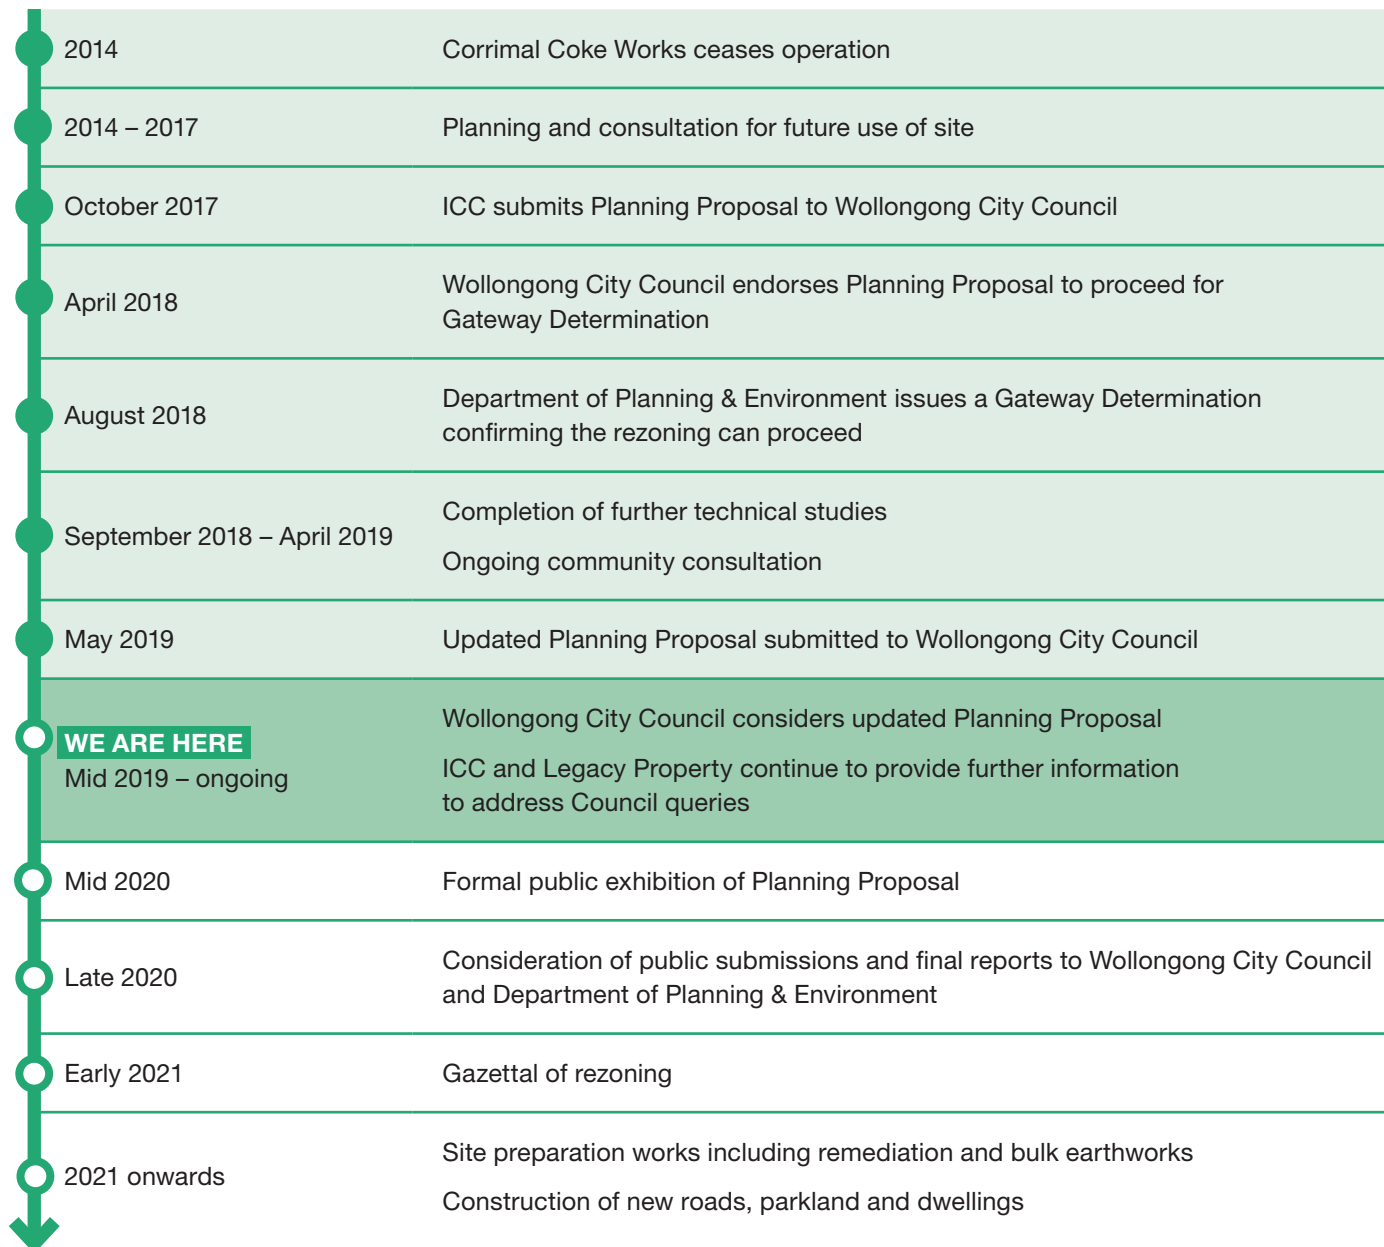 2014
Corrimal Coke Works ceases operation
2014 – 2017
Planning and consultation for future use of site
October 2017
ICC submits Planning Proposal to Wollongong City Council
April 2018
Wollongong City Council endorses Planning Proposal to proceed for
Gateway Determination
August 2018
Department of Planning & Environment issues a Gateway Determination
confirming the rezoning can proceed
September 2018 – April 2019
Completion of further technical studies
Ongoing community consultation
May 2019
Updated Planning Proposal submitted to Wollongong City Council
WE ARE HERE
Mid 2019 – ongoing
Wollongong City Council considers updated Planning Proposal
ICC and Legacy Property continue to provide further information
to address Council queries
Mid 2020
Formal public exhibition of Planning Proposal
Late 2020
Consideration of public submissions and final reports to Wollongong City Council
and Department of Planning & Environment
Early 2021
Gazettal of rezoning
2021 onwards
Site preparation works including remediation and bulk earthworks
Construction of new roads, parkland and dwellings